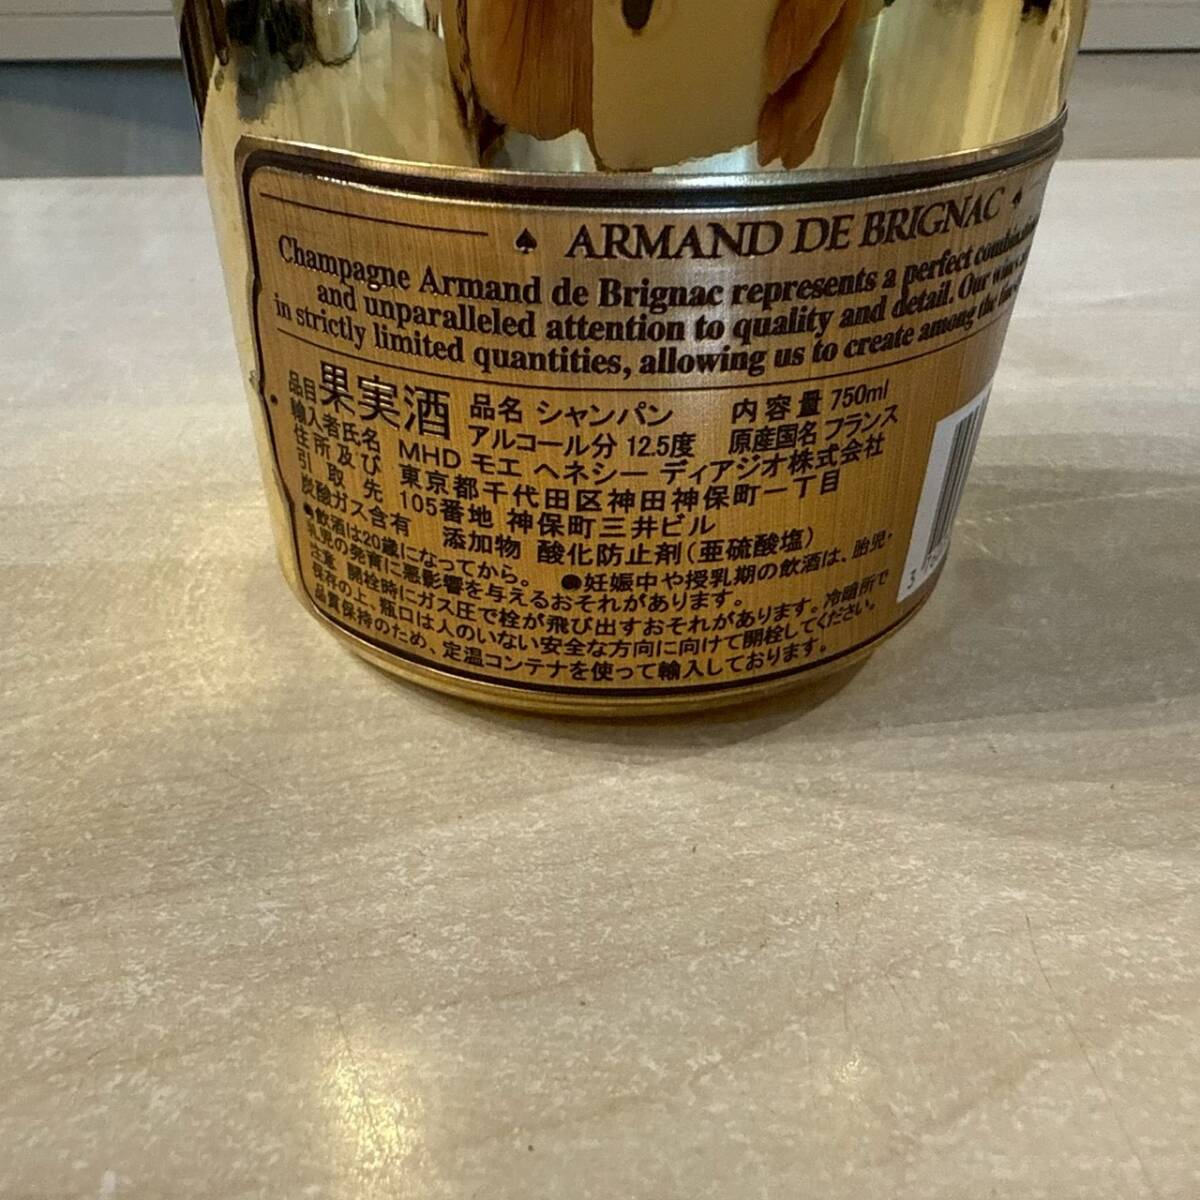 ♠ ARMAND DE BRIGNAC ♠
Champagne Armand de Brignac represents a perfect
and unparalleled attention to quality and detail. Our
in strictly limited quantities, allowing us to create among the
品目 果実酒 品名 シャンパン 内容量 750ml
アルコール分 12.5度 原産国名 フランス
輸入者氏名 MHD モエ ヘネシー ディアジオ株式会社
住所及び 東京都千代田区神田神保町一丁目
引取先 105番地 神保町三井ビル
炭酸ガス含有 添加物 酸化防止剤(亜硫酸塩)
●飲酒は20歳になってから。 ●妊娠中や授乳期の飲酒は、胎児・
乳児の発育に悪影響を与えるおそれがあります。
注意 開栓時にガス圧で栓が飛び出すおそれがあります。冷暗所で
保存の上、瓶口は人のいない安全な方向に向けて開栓してください。
品質保持のため、定温コンテナを使って輸入しております。
3